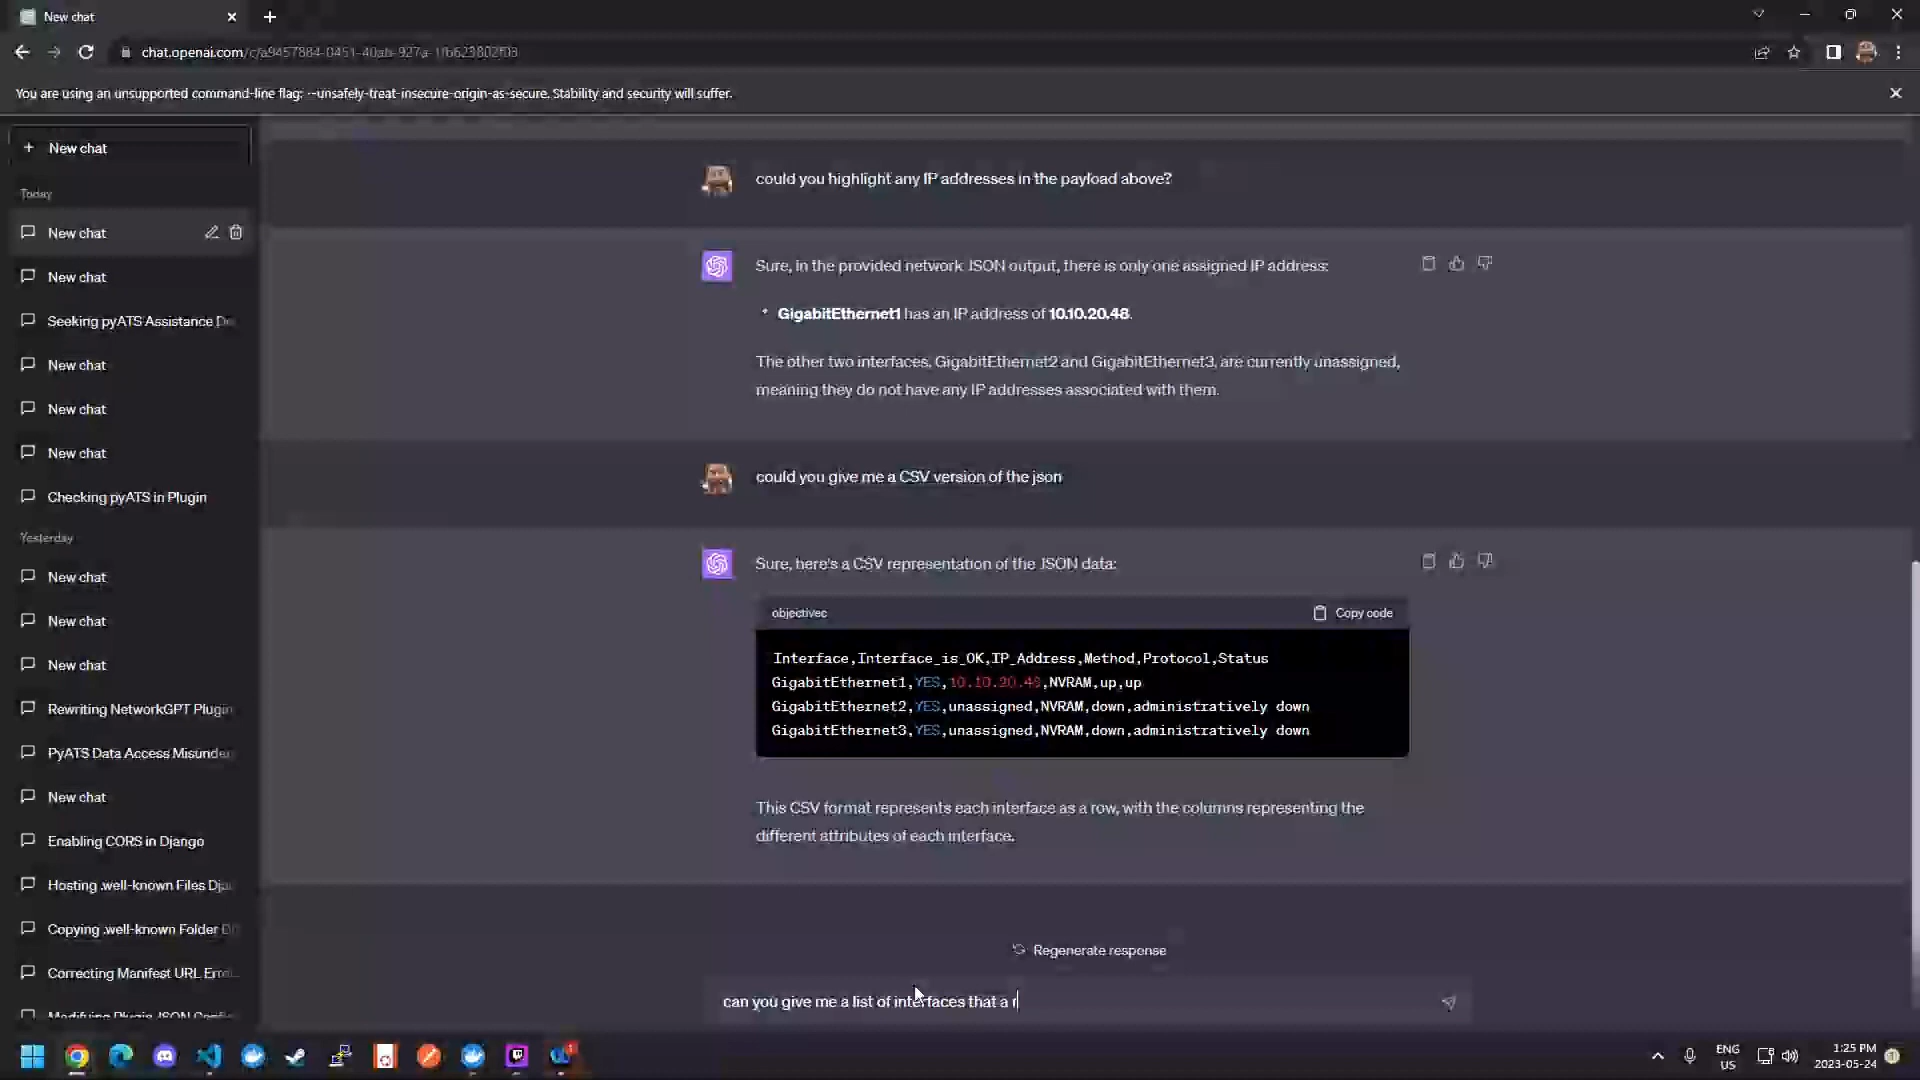 New chat
chat.openai.com/c/a9457884-0451-40ab-927a-1fb623802f03
You are using an unsupported command-line flag: --unsafely-treat-insecure-origin-as-secure. Stability and security will suffer.
+ New chat
Today
New chat
New chat
Seeking pyATS Assistance De
New chat
New chat
New chat
Checking pyATS in Plugin
Yesterday
New chat
New chat
New chat
Rewriting NetworkGPT Plugin
PyATS Data Access Misunder
New chat
Enabling CORS in Django
Hosting .well-known Files Djan
Copying .well-known Folder D
Correcting Manifest URL Erro
Modifying Plugin JSON Config
could you highlight any IP addresses in the payload above?
Sure, in the provided network JSON output, there is only one assigned IP address:
• GigabitEthernet1 has an IP address of 10.10.20.48.
The other two interfaces, GigabitEthernet2 and GigabitEthernet3, are currently unassigned,
meaning they do not have any IP addresses associated with them.
could you give me a CSV version of the json
Sure, here's a CSV representation of the JSON data:
objectivec
Copy code
Interface,Interface_is_OK,IP_Address,Method,Protocol,Status
GigabitEthernet1,YES,10.10.20.48,NVRAM,up,up
GigabitEthernet2,YES,unassigned,NVRAM,down,administratively down
GigabitEthernet3,YES,unassigned,NVRAM,down,administratively down
This CSV format represents each interface as a row, with the columns representing the
different attributes of each interface.
Regenerate response
can you give me a list of interfaces that a r
ENG
US
1:25 PM
2023-05-24